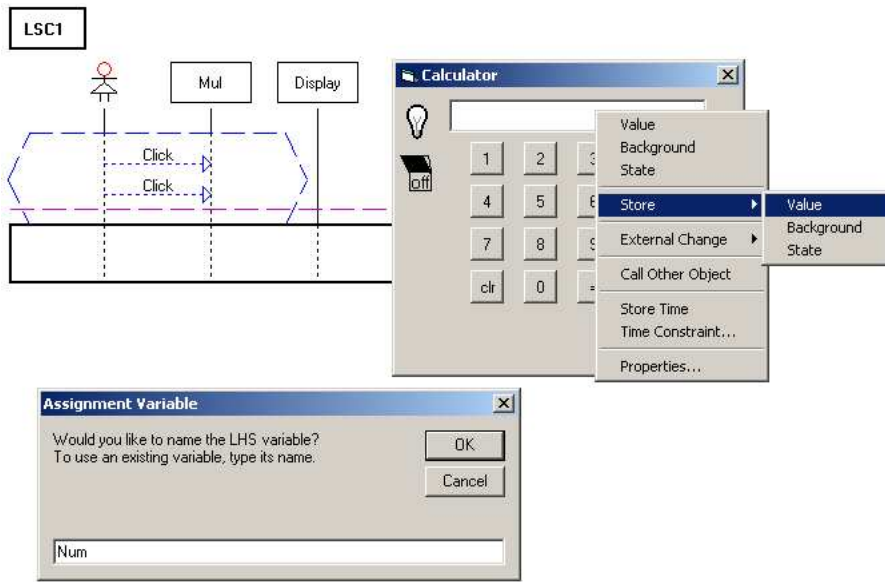 LSC1
Mul
Display
Click
Click
Calculator
off
1
2
4
5
7
8
clr
0
Value
Background
State
Store
External Change
Call Other Object
Store Time
Time Constraint...
Properties...
Value
Background
State
Assignment Variable
Would you like to name the LHS variable?
To use an existing variable, type its name.
OK
Cancel
Num